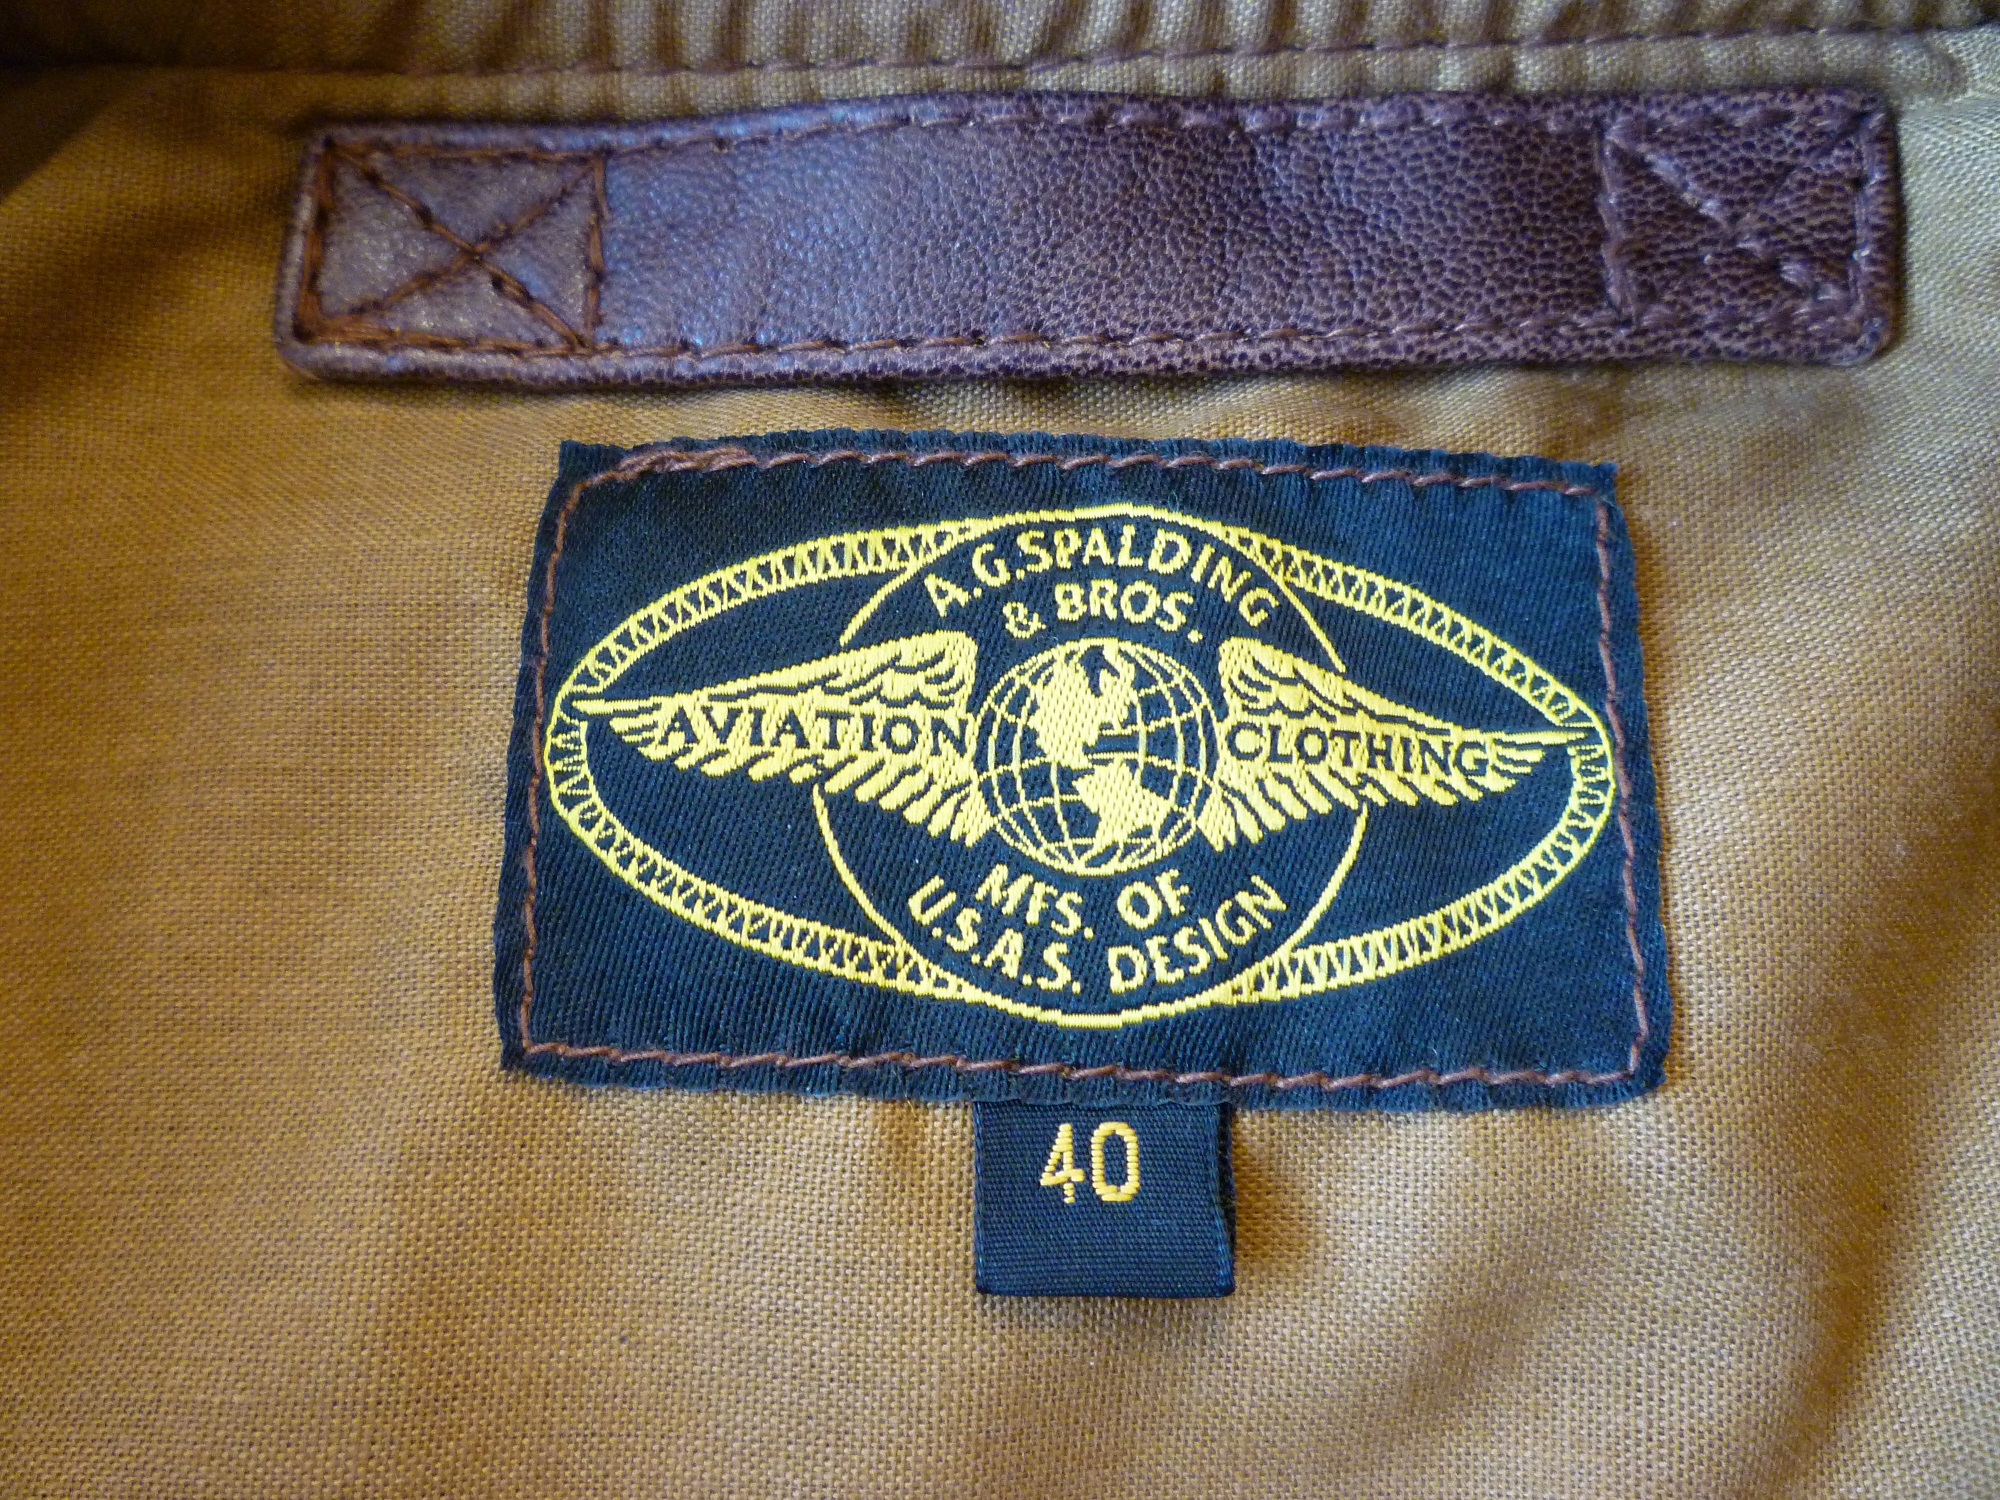 A.G. SPALDING
& BROS.
AVIATION CLOTHING
MFS. OF
U.S.A.S. DESIGN
40